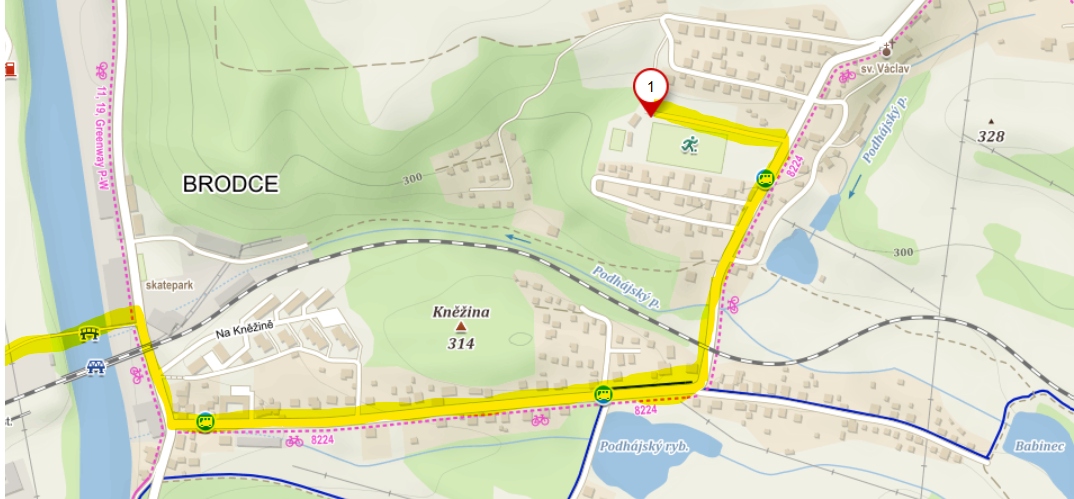 1
sv. Václav
11, 19, Greenway P-W
Podhájský p.
328
8224
BRODCE
300
300
skatepark
Podhájský p.
Kněžina
314
Na Kněžině
st.
8224
8224
Podhájský ryb.
Babinec